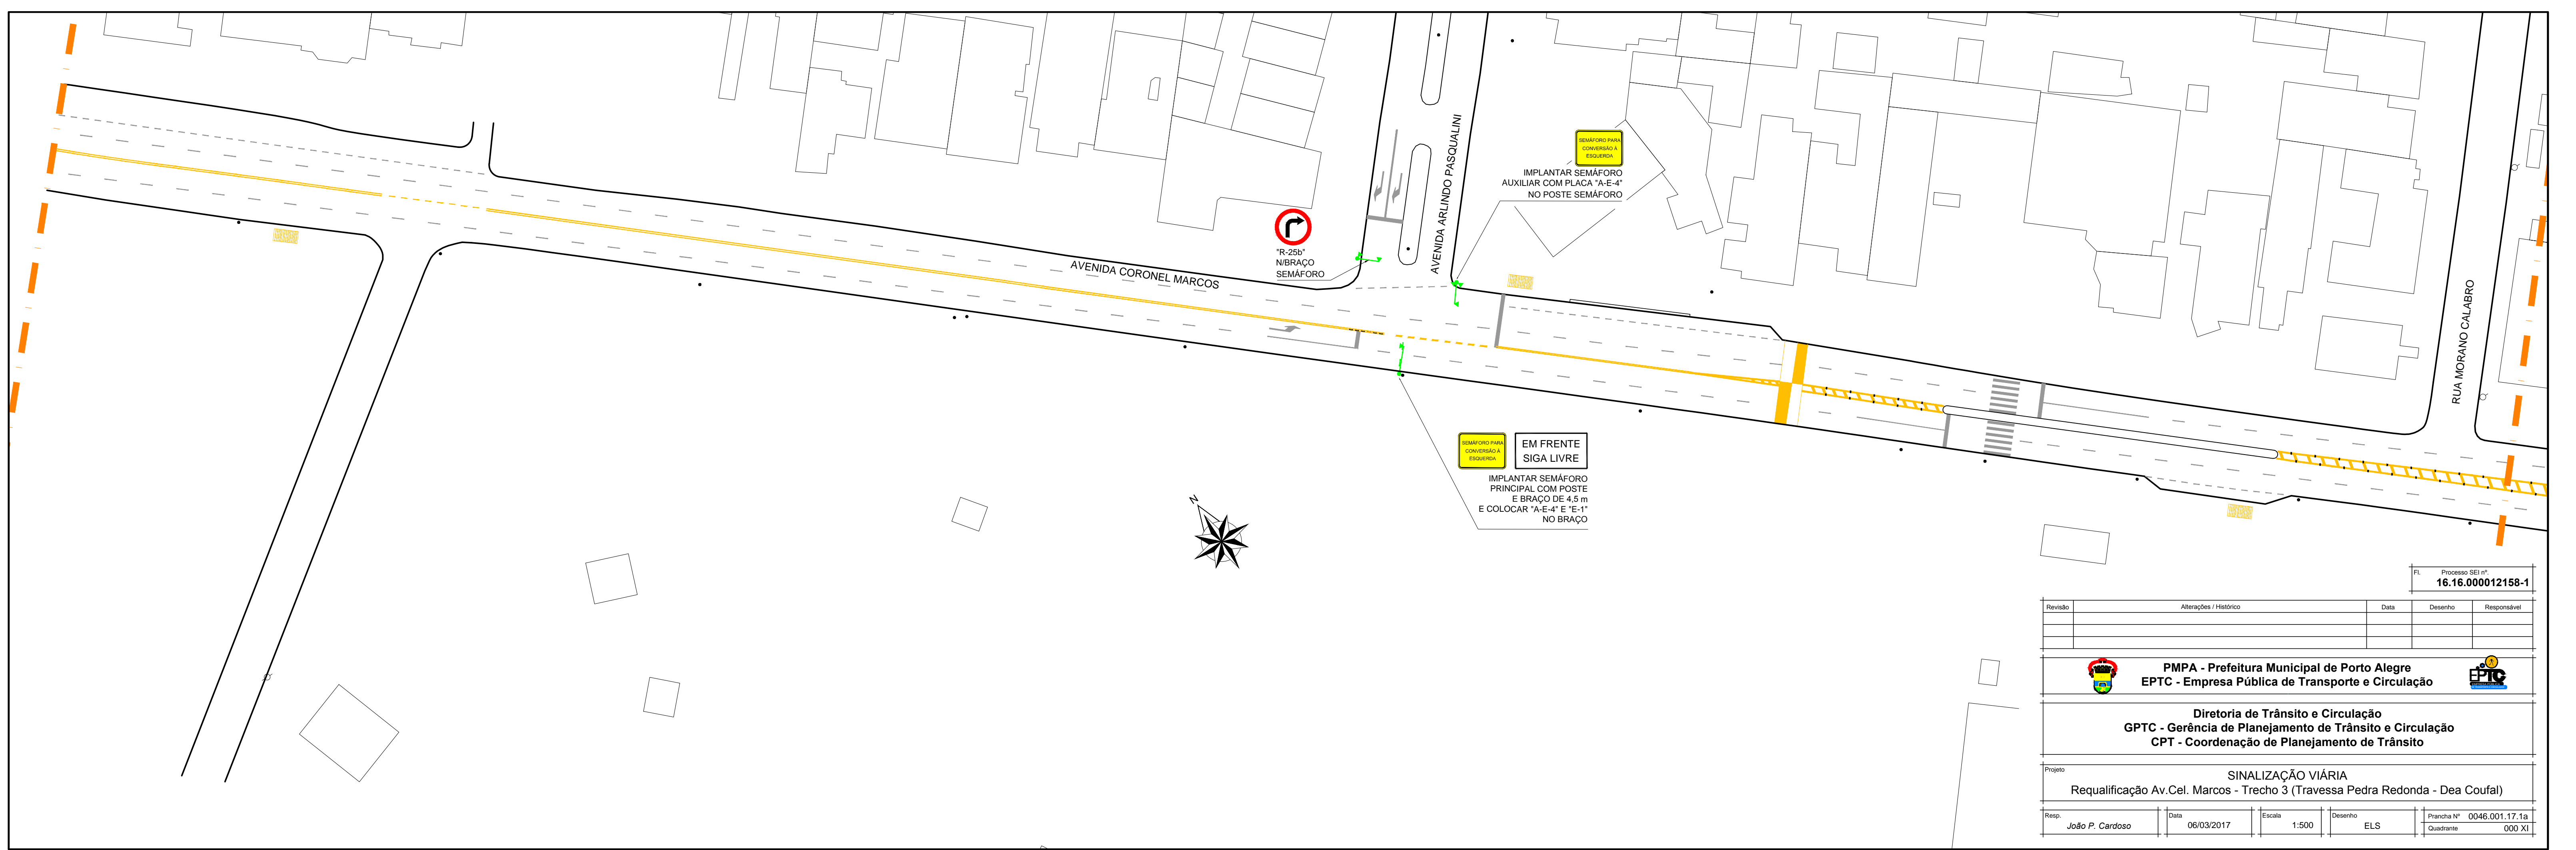 AVENIDA CORONEL MARCOS
AVENIDA ARLINDO PASQUALINI
RUA MORANO CALABRO
"R-25b"
N/BRAÇO
SEMÁFORO
SEMÁFORO PARA
CONVERSÃO À
ESQUERDA
IMPLANTAR SEMÁFORO
AUXILIAR COM PLACA "A-E-4"
NO POSTE SEMÁFORO
SEMÁFORO PARA
CONVERSÃO À
ESQUERDA
EM FRENTE
SIGA LIVRE
IMPLANTAR SEMÁFORO
PRINCIPAL COM POSTE
E BRAÇO DE 4,5 m
E COLOCAR "A-E-4" E "E-1"
NO BRAÇO
N
Fl.
Processo SEI nº.
16.16.000012158-1
Revisão
Alterações / Histórico
Data
Desenho
Responsável
PMPA - Prefeitura Municipal de Porto Alegre
EPTC - Empresa Pública de Transporte e Circulação
EPTC
Diretoria de Trânsito e Circulação
GPTC - Gerência de Planejamento de Trânsito e Circulação
CPT - Coordenação de Planejamento de Trânsito
Projeto
SINALIZAÇÃO VIÁRIA
Requalificação Av.Cel. Marcos - Trecho 3 (Travessa Pedra Redonda - Dea Coufal)
Resp.
João P. Cardoso
Data
06/03/2017
Escala
1:500
Desenho
ELS
Prancha Nº 0046.001.17.1a
Quadrante 000 XI